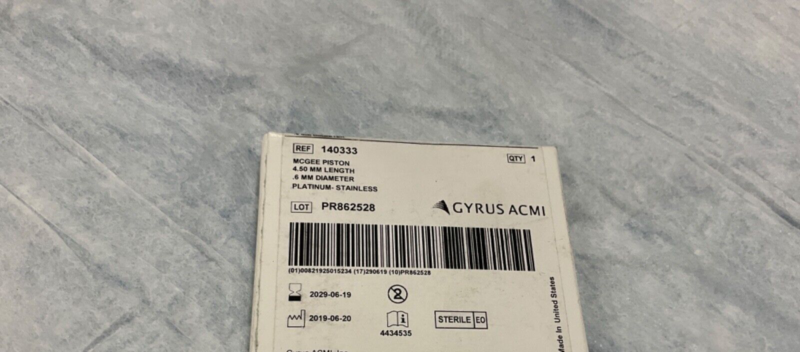 REF 140333
QTY 1
MCGEE PISTON
4.50 MM LENGTH
.6 MM DIAMETER
PLATINUM- STAINLESS
LOT PR862528
GYRUS ACMI
(01)00821925015234 (17)290619 (10)PR862528
2029-06-19
2
2019-06-20
i
STERILE EO
4434535
Made In United States